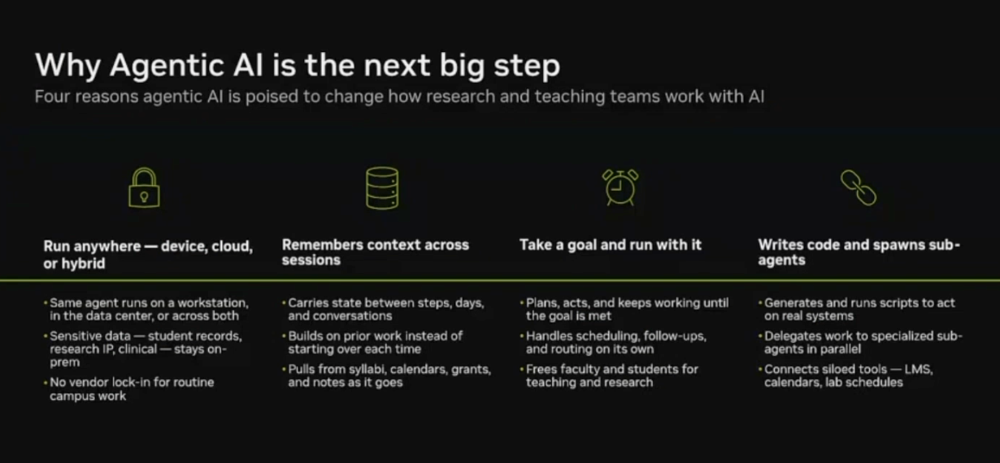 Why Agentic AI is the next big step
Four reasons agentic AI is poised to change how research and teaching teams work with AI
Run anywhere — device, cloud,
or hybrid
• Same agent runs on a workstation,
in the data center, or across both
• Sensitive data — student records,
research IP, clinical — stays on-
prem
• No vendor lock-in for routine
campus work
Remembers context across
sessions
• Carries state between steps, days,
and conversations
• Builds on prior work instead of
starting over each time
• Pulls from syllabi, calendars, grants,
and notes as it goes
Take a goal and run with it
• Plans, acts, and keeps working until
the goal is met
• Handles scheduling, follow-ups,
and routing on its own
• Frees faculty and students for
teaching and research
Writes code and spawns sub-
agents
• Generates and runs scripts to act
on real systems
• Delegates work to specialized sub-
agents in parallel
• Connects siloed tools — LMS,
calendars, lab schedules